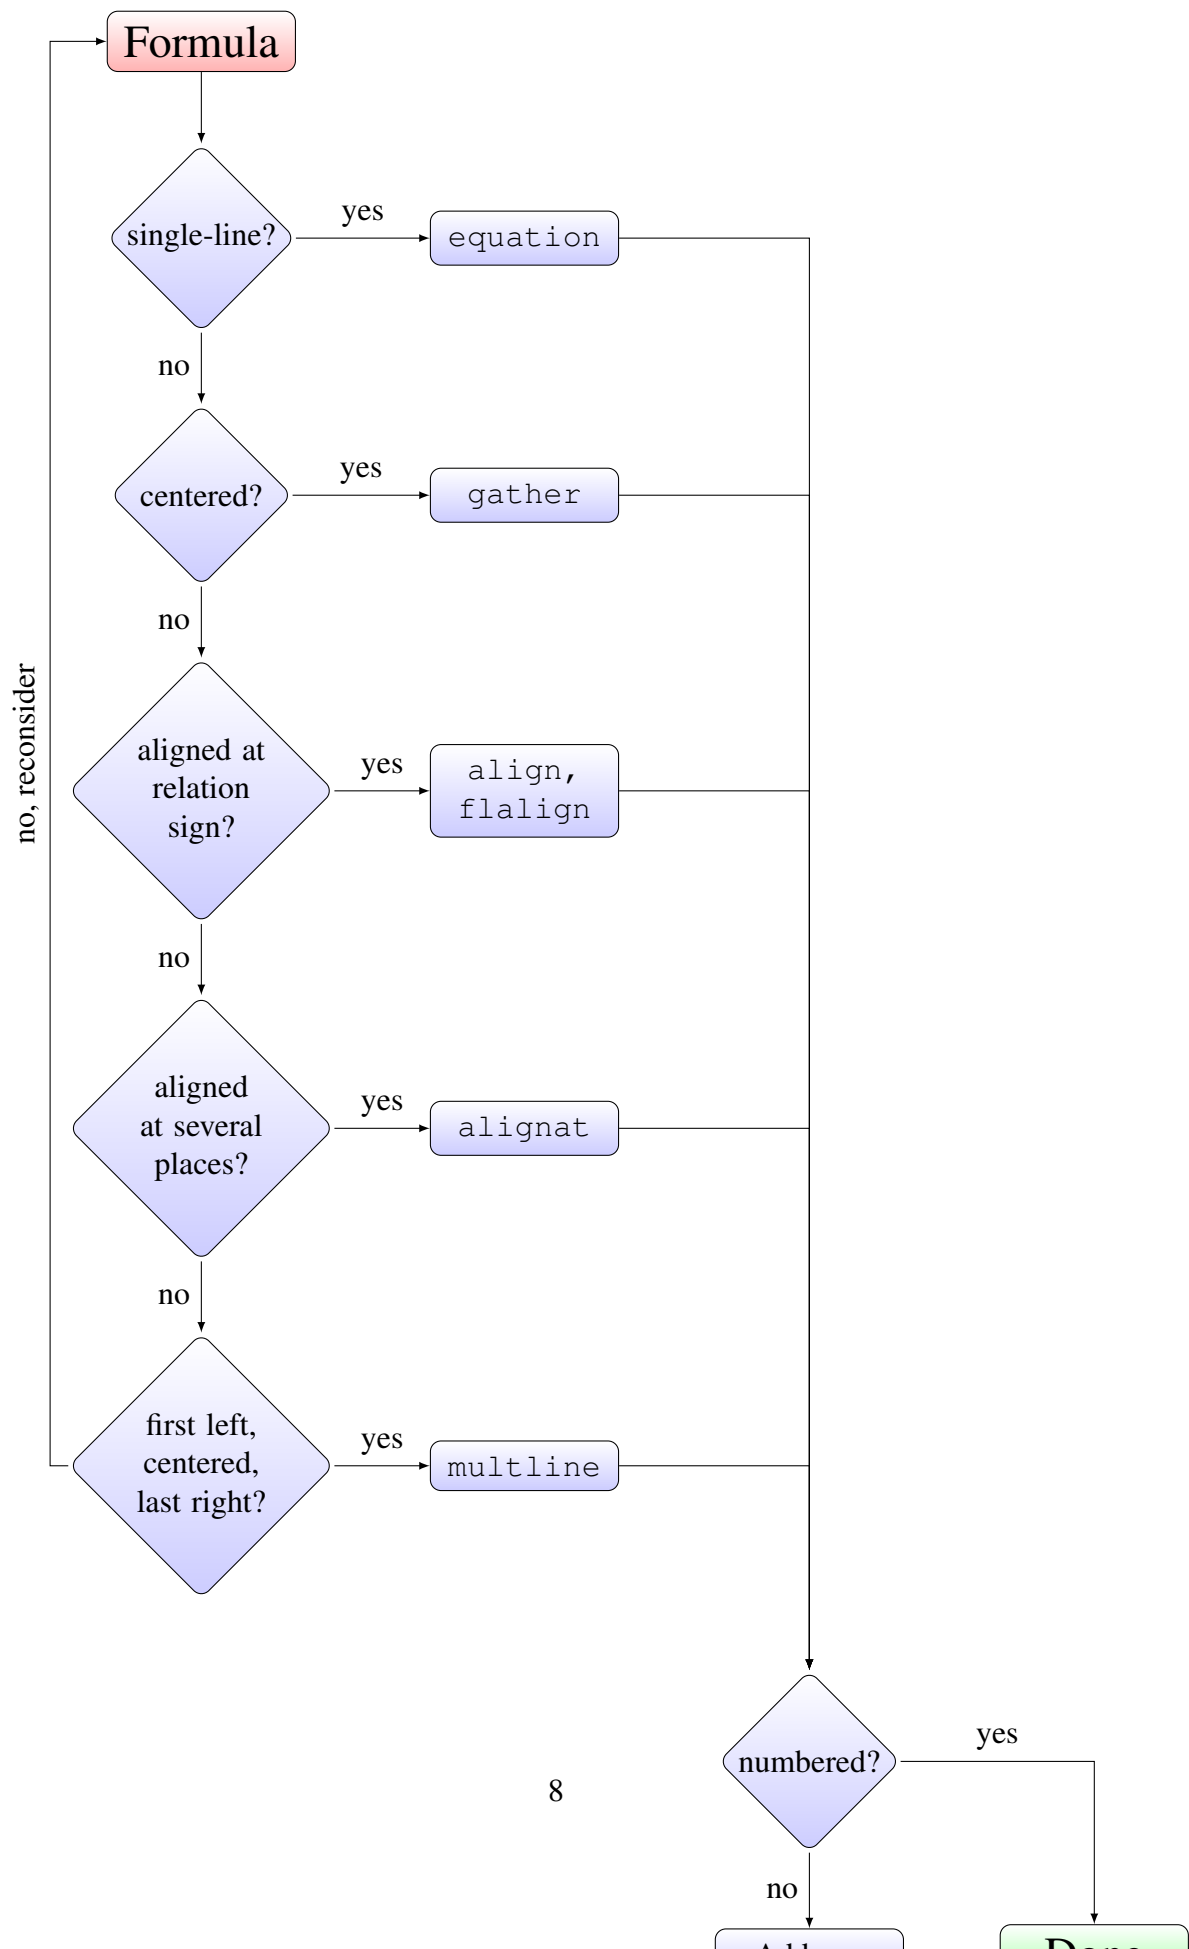 Formula
single-line?
yes
equation
no
centered?
yes
gather
no
aligned at
relation
sign?
yes
align,
flalign
no
aligned
at several
places?
yes
alignat
no
first left,
centered,
last right?
yes
multline
no, reconsider
numbered?
yes
8
no
Done